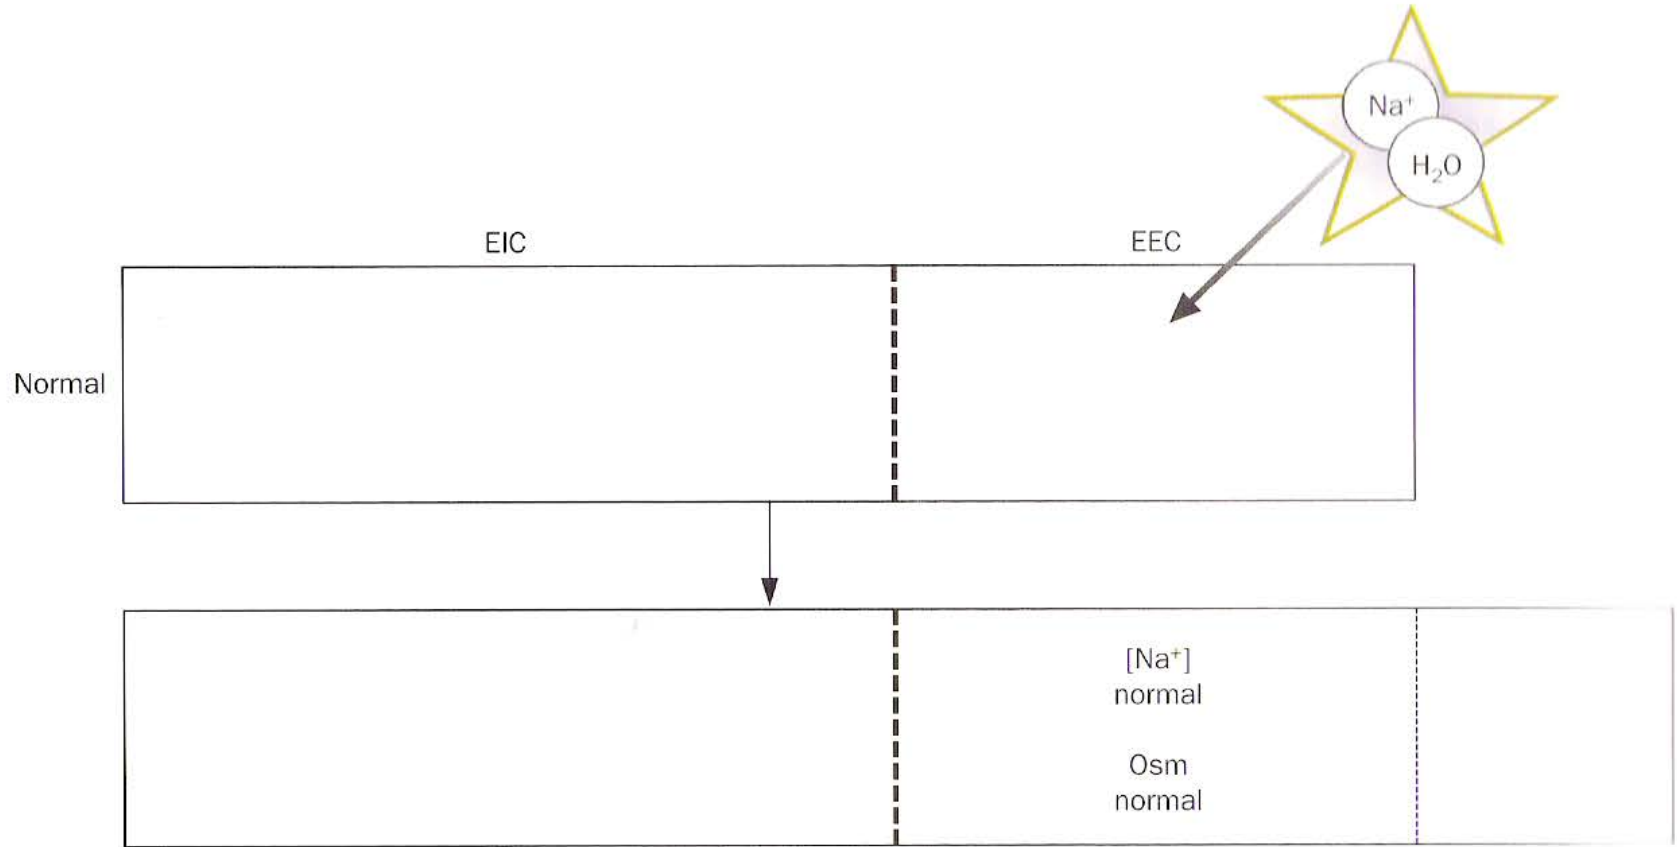 Na⁺
H₂O
EIC
EEC
Normal
[Na⁺]
normal
Osm
normal